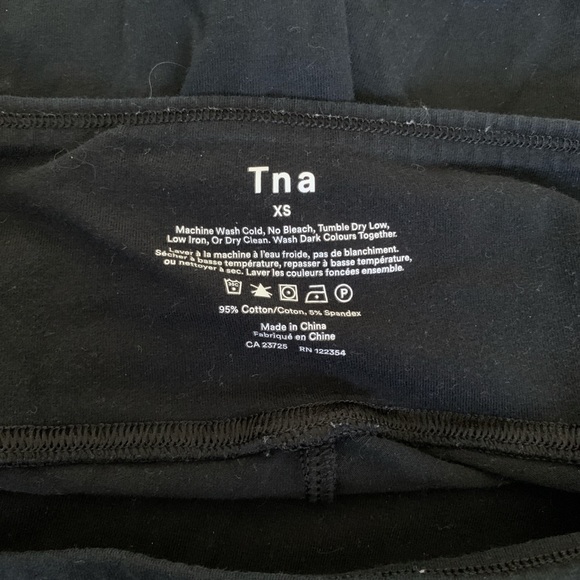 Tna
XS
Machine Wash Cold, No Bleach, Tumble Dry Low,
Low Iron, Or Dry Clean. Wash Dark Colours Together.
Laver à la machine à l'eau froide, pas de blanchiment.
Sécher à basse température, repasser à basse température,
ou nettoyer à sec. Laver les couleurs foncées ensemble.
30C P
95% Cotton/Coton, 5% Spandex
Made in China
Fabriqué en Chine
CA 23725 RN 122354